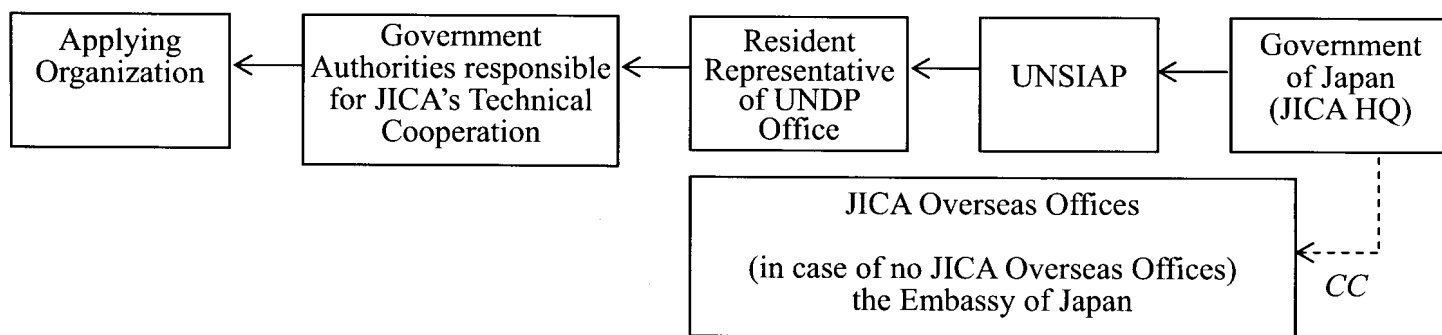 Applying
Organization
Government
Authorities responsible
for JICA's Technical
Cooperation
Resident
Representative
of UNDP
Office
UNSIAP
Government
of Japan
(JICA HQ)
JICA Overseas Offices
(in case of no JICA Overseas Offices)
the Embassy of Japan
CC